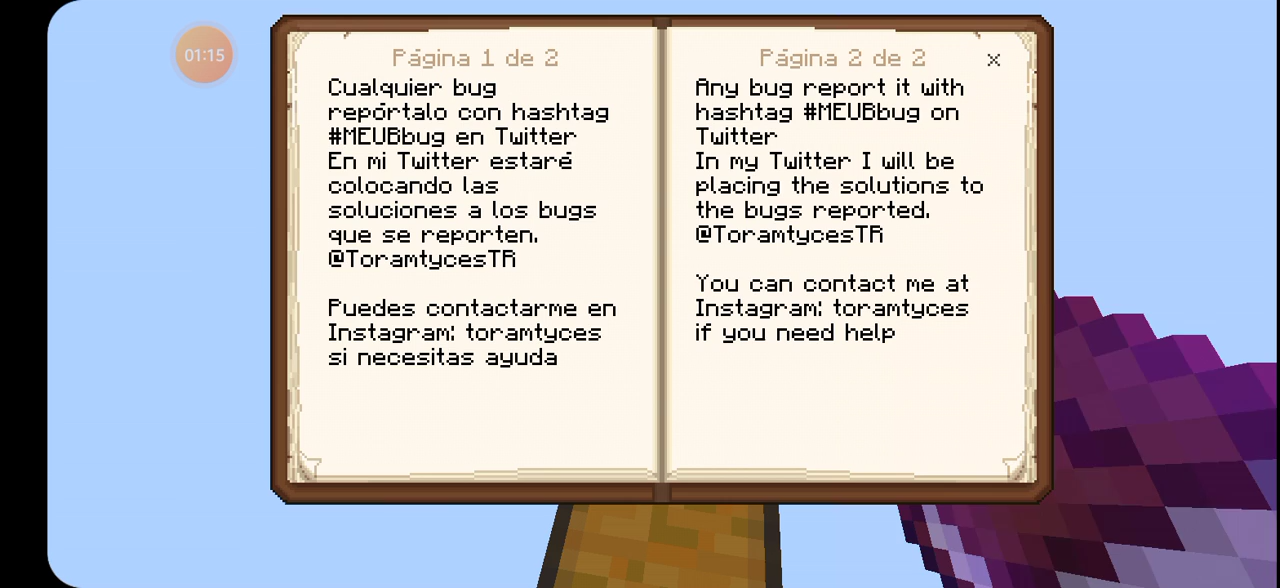 01:15
Página 1 de 2
Cualquier bug
repórtalo con hashtag
#MEUBbug en Twitter
En mi Twitter estaré
colocando las
soluciones a los bugs
que se reporten.
@ToramtycesTR
Puedes contactarme en
Instagram: toramtyces
si necesitas ayuda
Página 2 de 2
Any bug report it with
hashtag #MEUBbug on
Twitter
In my Twitter I will be
placing the solutions to
the bugs reported.
@ToramtycesTR
You can contact me at
Instagram: toramtyces
if you need help